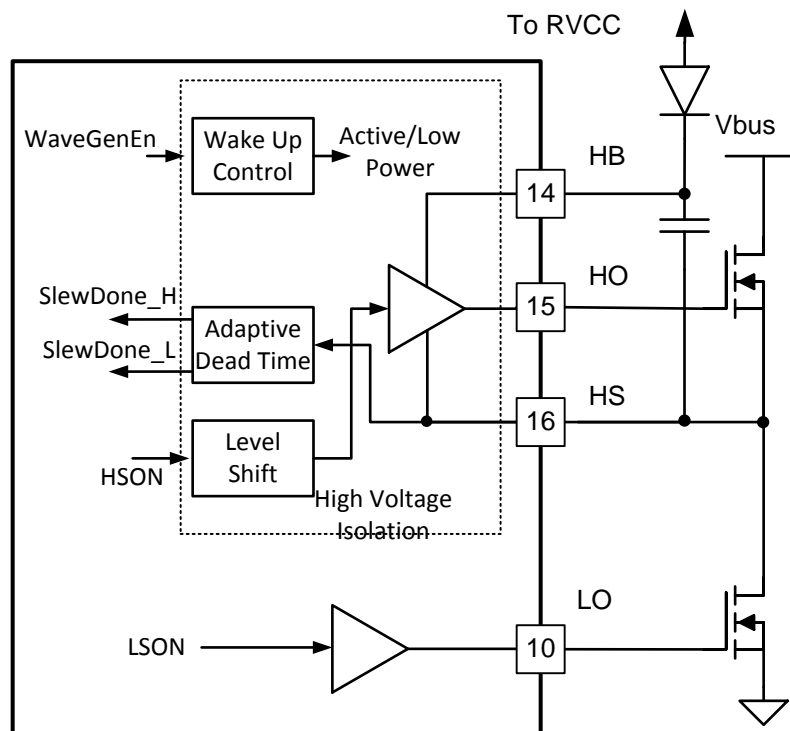 To RVCC
Vbus
WaveGenEn
Wake Up
Control
Active/Low
Power
HB
14
SlewDone_H
SlewDone_L
Adaptive
Dead Time
HO
15
HS
16
HSON
Level
Shift
High Voltage
Isolation
LO
LSON
10